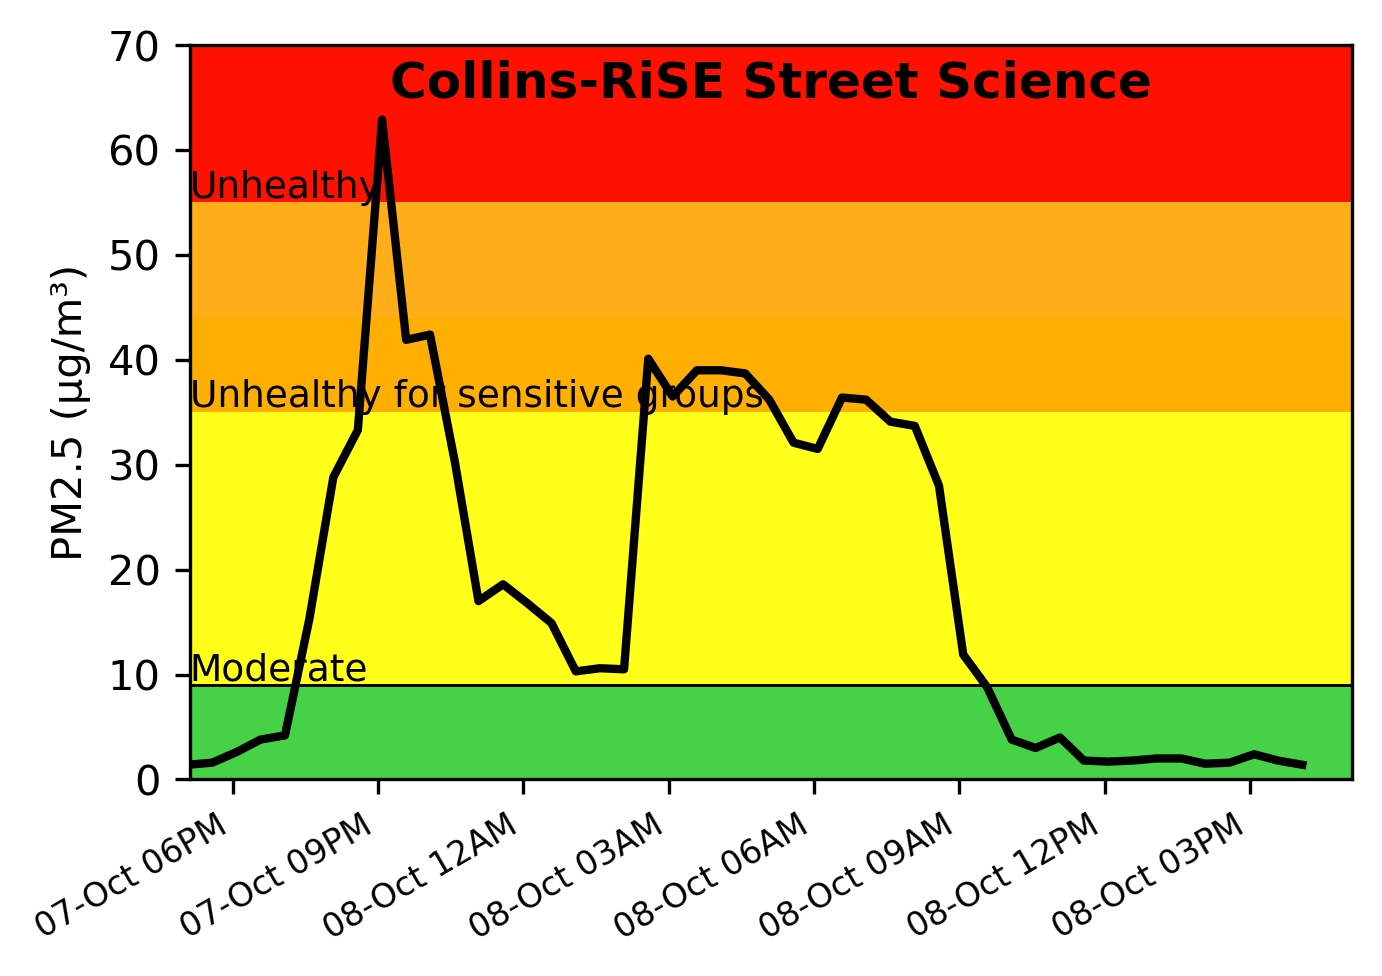 Collins-RiSE Street Science
70
60
Unhealthy
50
40
Unhealthy for sensitive groups
30
20
10
Moderate
0
PM2.5 (µg/m³)
07-Oct 06PM
07-Oct 09PM
08-Oct 12AM
08-Oct 03AM
08-Oct 06AM
08-Oct 09AM
08-Oct 12PM
08-Oct 03PM